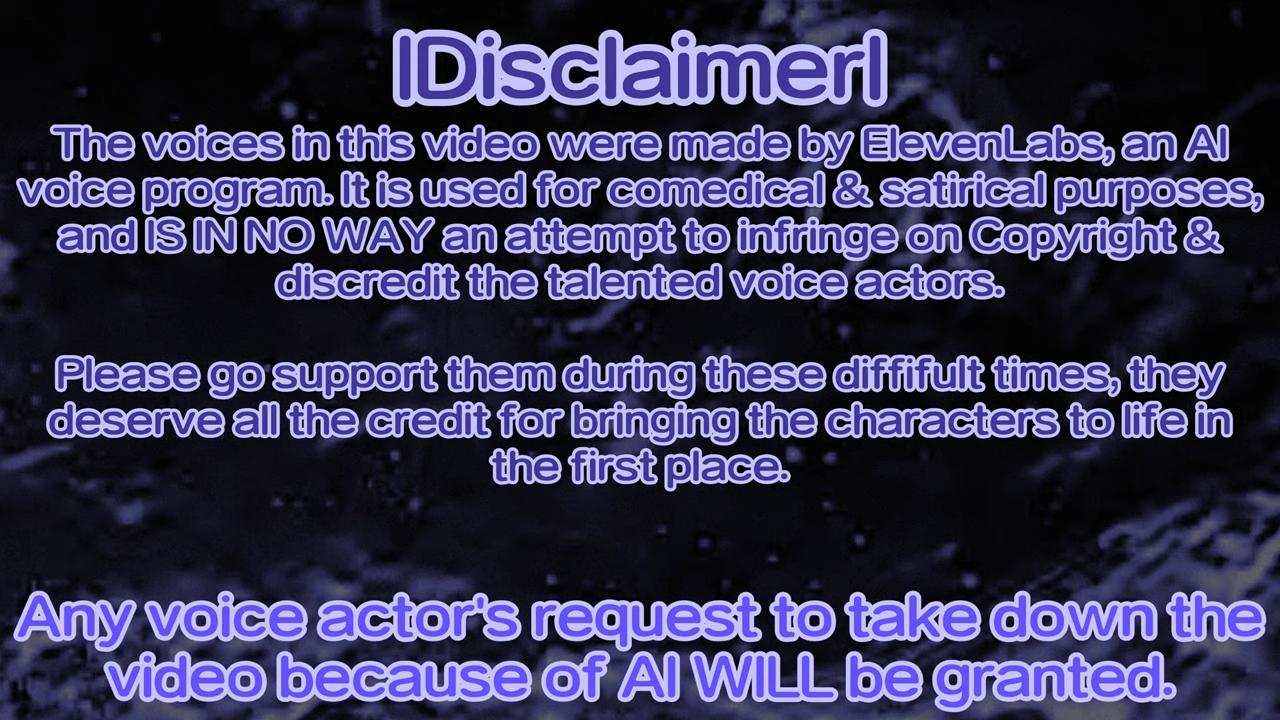 |Disclaimer|
The voices in this video were made by ElevenLabs, an AI
voice program. It is used for comedical & satirical purposes,
and IS IN NO WAY an attempt to infringe on Copyright &
discredit the talented voice actors.
Please go support them during these diffifult times, they
deserve all the credit for bringing the characters to life in
the first place.
Any voice actor's request to take down the
video because of AI WILL be granted.